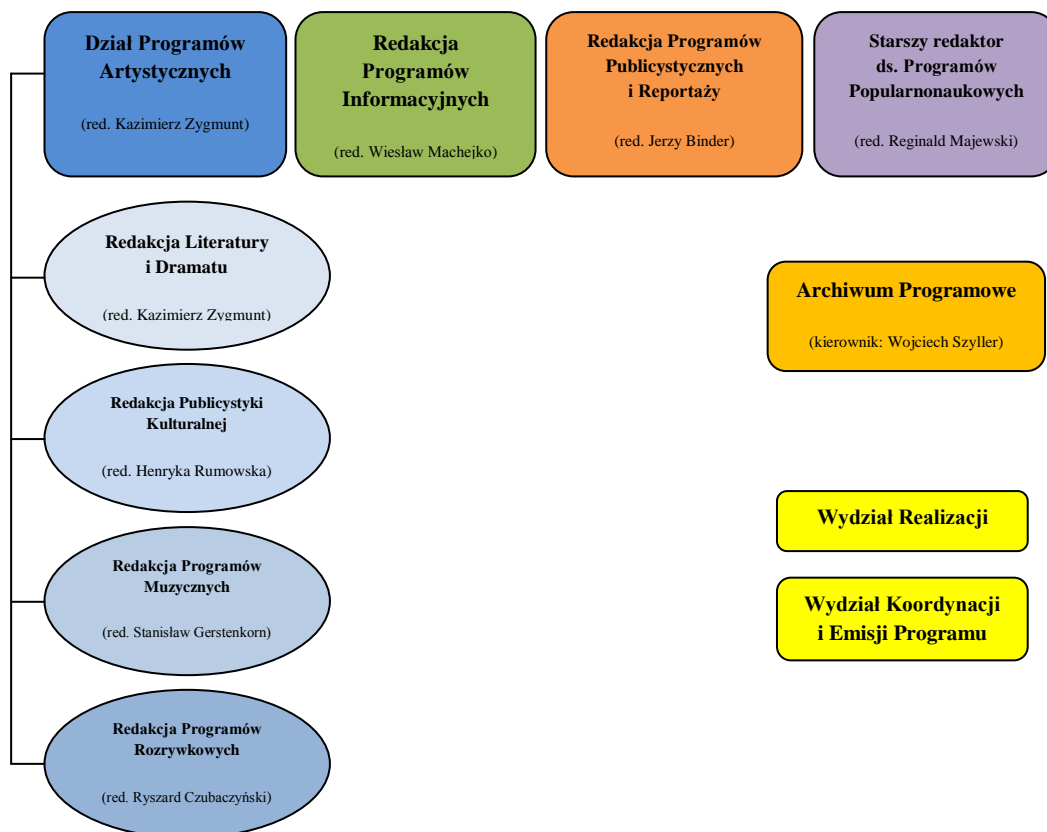 Dział Programów
Artystycznych
(red. Kazimierz Zygmunt)
Redakcja
Programów
Informacyjnych
(red. Wiesław Machejko)
Redakcja Programów
Publicystycznych
i Reportaży
(red. Jerzy Binder)
Starszy redaktor
ds. Programów
Popularnonaukowych
(red. Reginald Majewski)
Redakcja Literatury
i Dramatu
(red. Kazimierz Zygmunt)
Archiwum Programowe
(kierownik: Wojciech Szyller)
Redakcja Publicystyki
Kulturalnej
(red. Henryka Rumowska)
Wydział Realizacji
Redakcja Programów
Muzycznych
(red. Stanisław Gerstenkorn)
Wydział Koordynacji
i Emisji Programu
Redakcja Programów
Rozrywkowych
(red. Ryszard Czubaczyński)